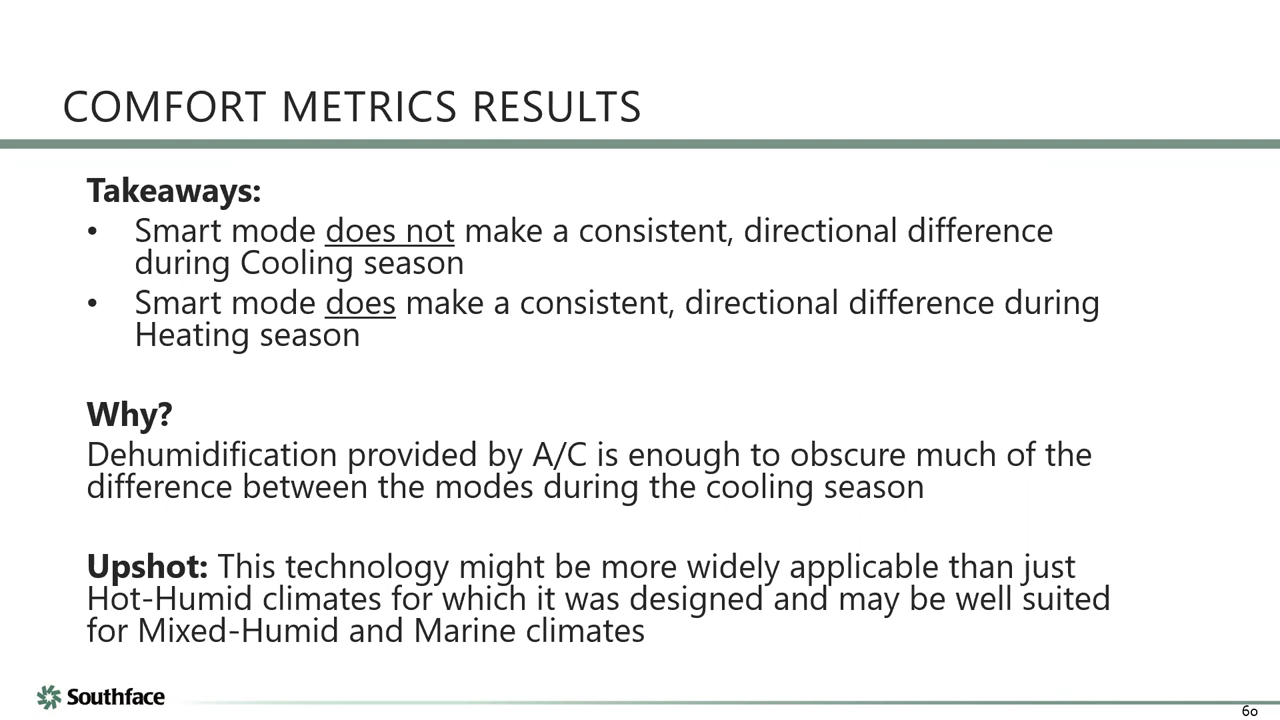 COMFORT METRICS RESULTS
Takeaways:
• Smart mode does not make a consistent, directional difference
during Cooling season
• Smart mode does make a consistent, directional difference during
Heating season
Why?
Dehumidification provided by A/C is enough to obscure much of the
difference between the modes during the cooling season
Upshot: This technology might be more widely applicable than just
Hot-Humid climates for which it was designed and may be well suited
for Mixed-Humid and Marine climates
Southface
60